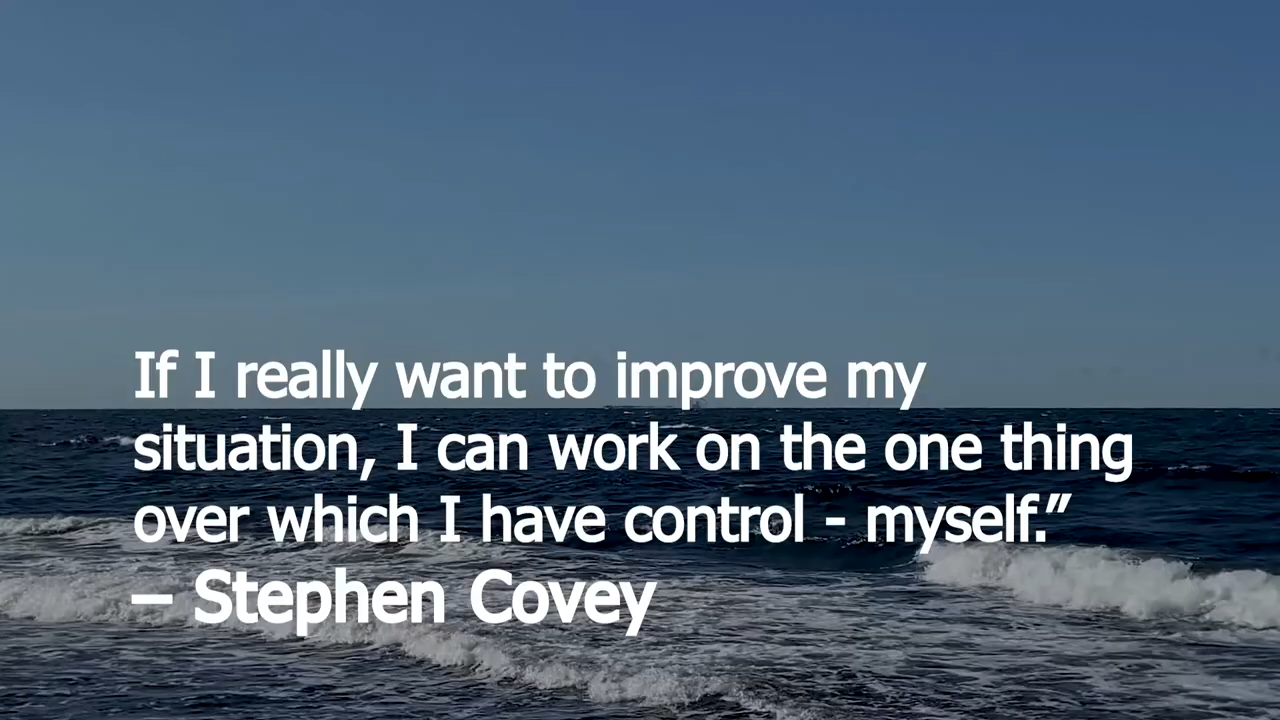 If I really want to improve my
situation, I can work on the one thing
over which I have control - myself.”
– Stephen Covey